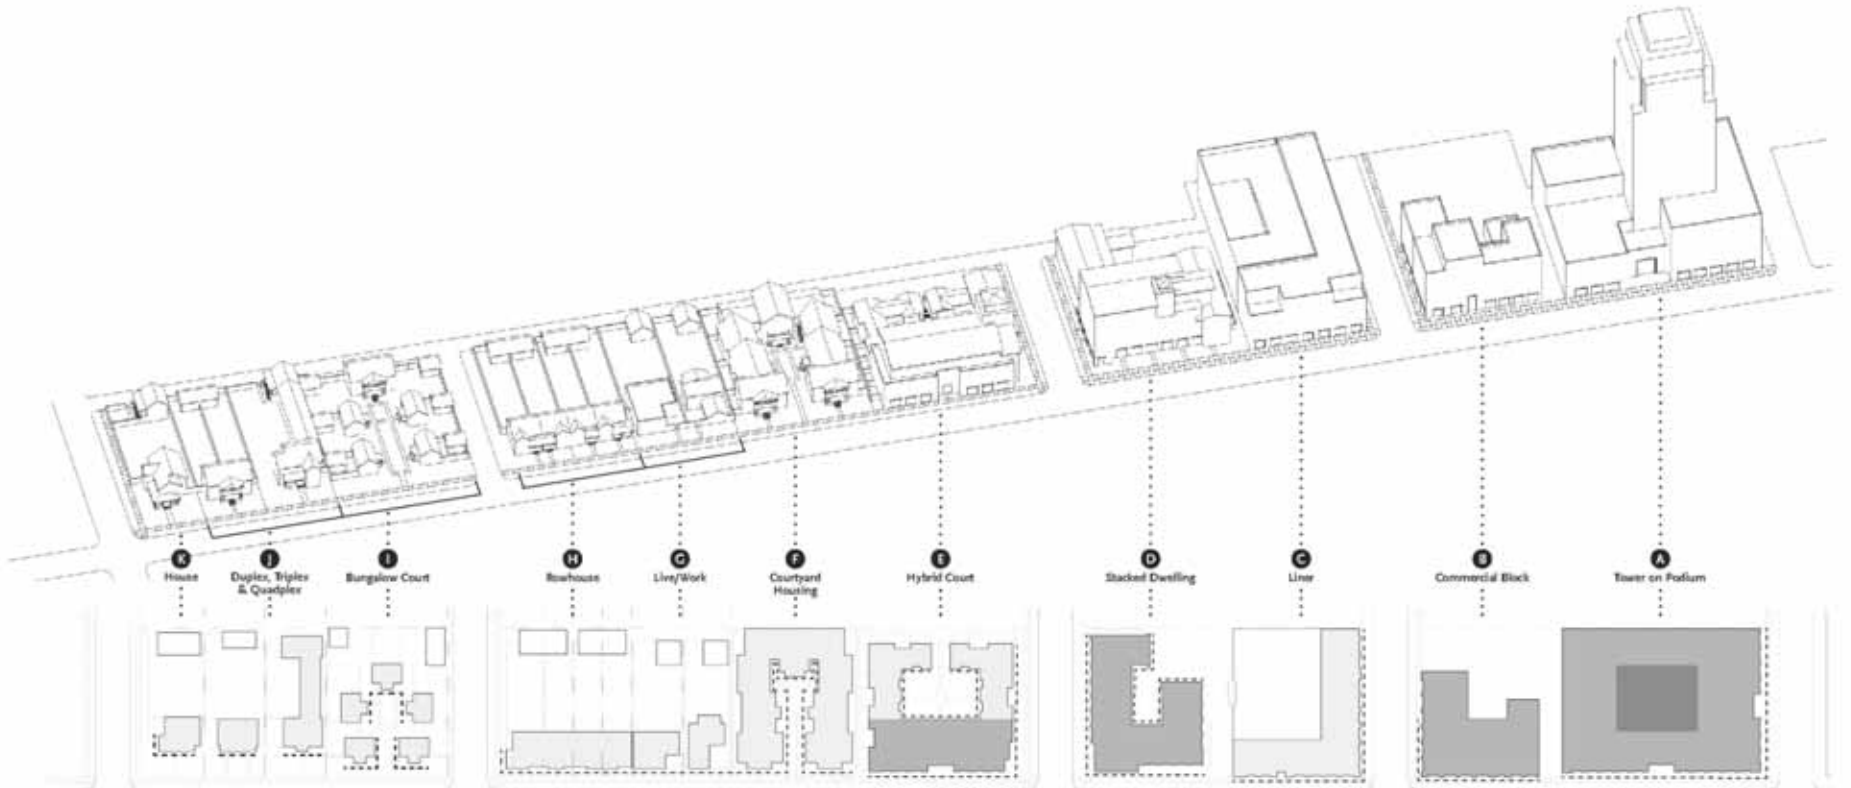 K
House
J
Duplex, Triplex
& Quadplex
I
Bungalow Court
H
Rowhouse
G
Live/Work
F
Courtyard
Housing
E
Hybrid Court
D
Stacked Dwelling
C
Liner
B
Commercial Block
A
Tower on Podium